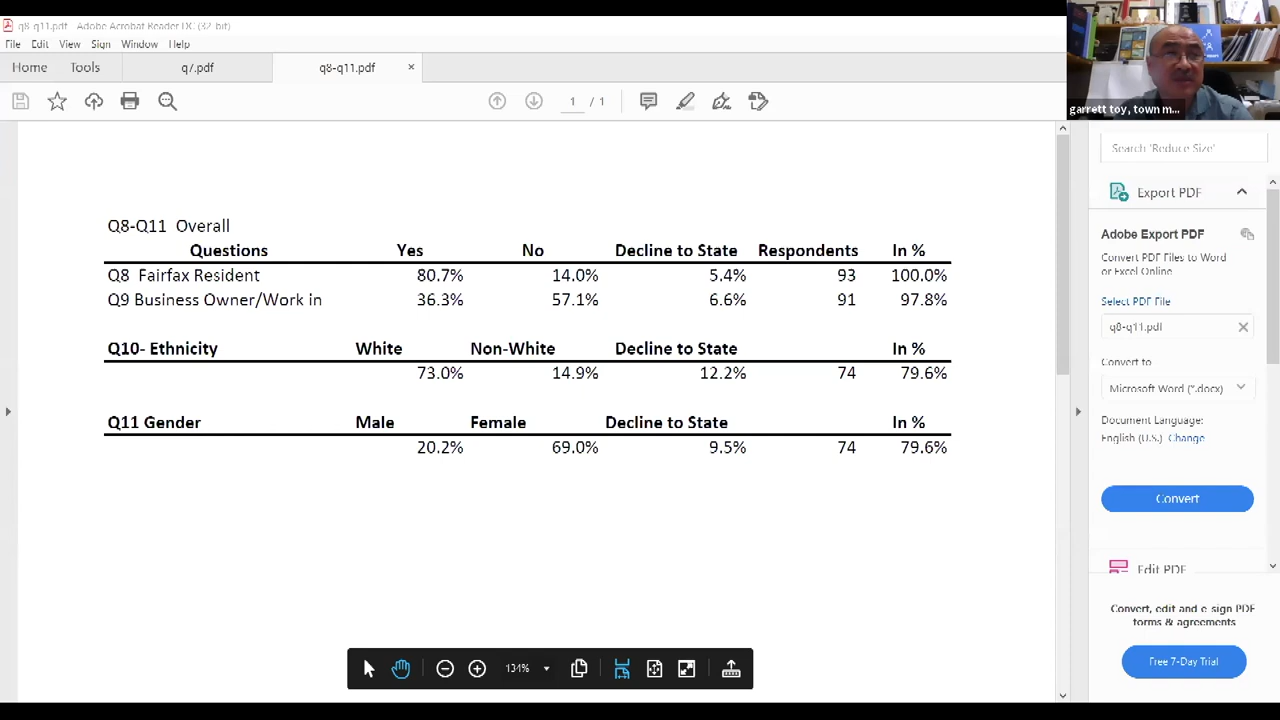 q8-q11.pdf - Adobe Acrobat Reader DC (32-bit)
File Edit View Sign Window Help
Home Tools q7.pdf q8-q11.pdf ×
1 / 1
garrett toy, town m...
Search 'Reduce Size'
Export PDF
Adobe Export PDF
Convert PDF Files to Word
or Excel Online
Select PDF File
q8-q11.pdf
Convert to
Microsoft Word (*.docx)
Document Language:
English (U.S.) Change
Convert
Edit PDF
Convert, edit and e-sign PDF
forms & agreements
Free 7-Day Trial
Q8-Q11 Overall
Questions Yes No Decline to State Respondents In %
Q8 Fairfax Resident 80.7% 14.0% 5.4% 93 100.0%
Q9 Business Owner/Work in 36.3% 57.1% 6.6% 91 97.8%
Q10- Ethnicity White Non-White Decline to State In %
73.0% 14.9% 12.2% 74 79.6%
Q11 Gender Male Female Decline to State In %
20.2% 69.0% 9.5% 74 79.6%
134%